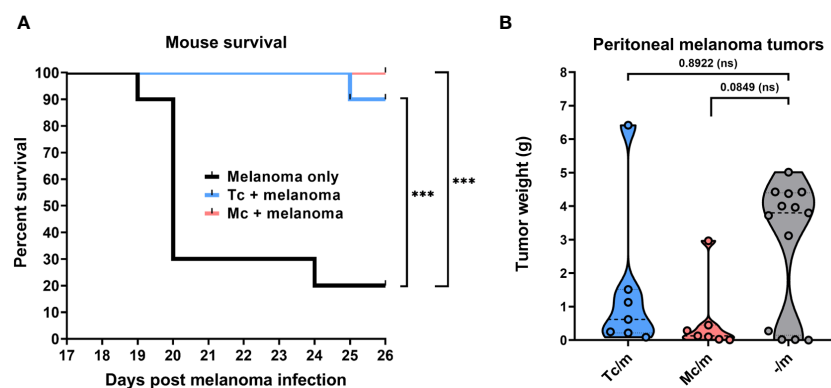 A
Mouse survival
Percent survival
100
90
80
70
60
50
40
30
20
10
0
17 18 19 20 21 22 23 24 25 26
Days post melanoma infection
Melanoma only
Tc + melanoma
Mc + melanoma
***
***
B
Peritoneal melanoma tumors
0.8922 (ns)
0.0849 (ns)
Tumor weight (g)
8
7
6
5
4
3
2
1
0
Tc/m
Mc/m
-/m